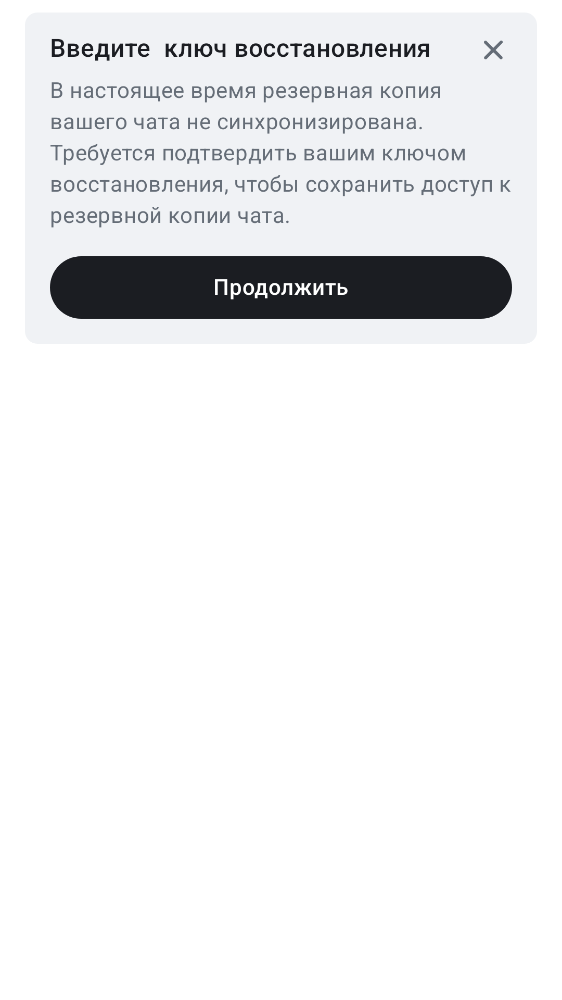 Введите  ключ восстановления
В настоящее время резервная копия
вашего чата не синхронизирована.
Требуется подтвердить вашим ключом
восстановления, чтобы сохранить доступ к
резервной копии чата.
Продолжить